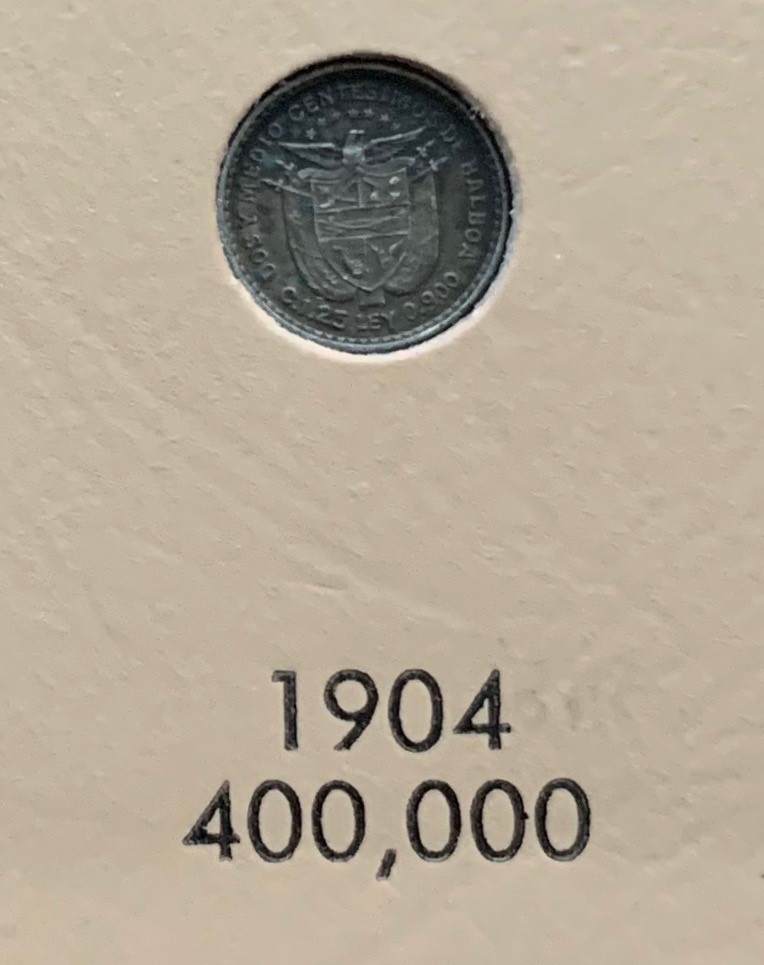 DOS Y MEDIO CENTESIMOS DE BALBOA
G.1.25 LEY 0.900
1904
400,000